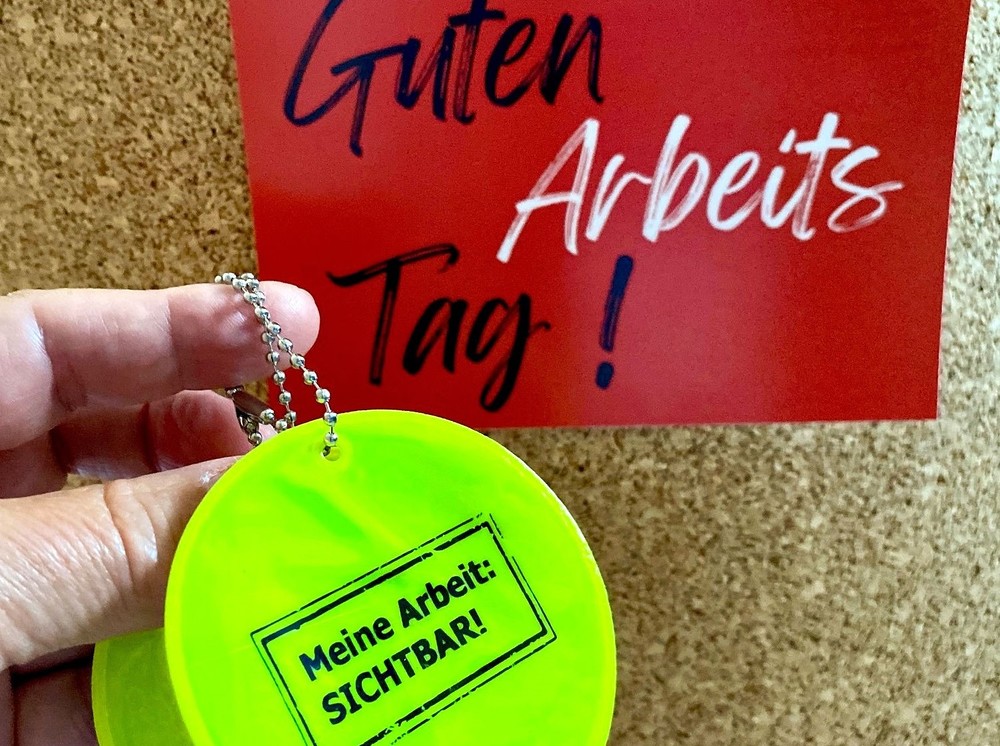 Guten
Arbeits
Tag !
Meine Arbeit:
SICHTBAR!